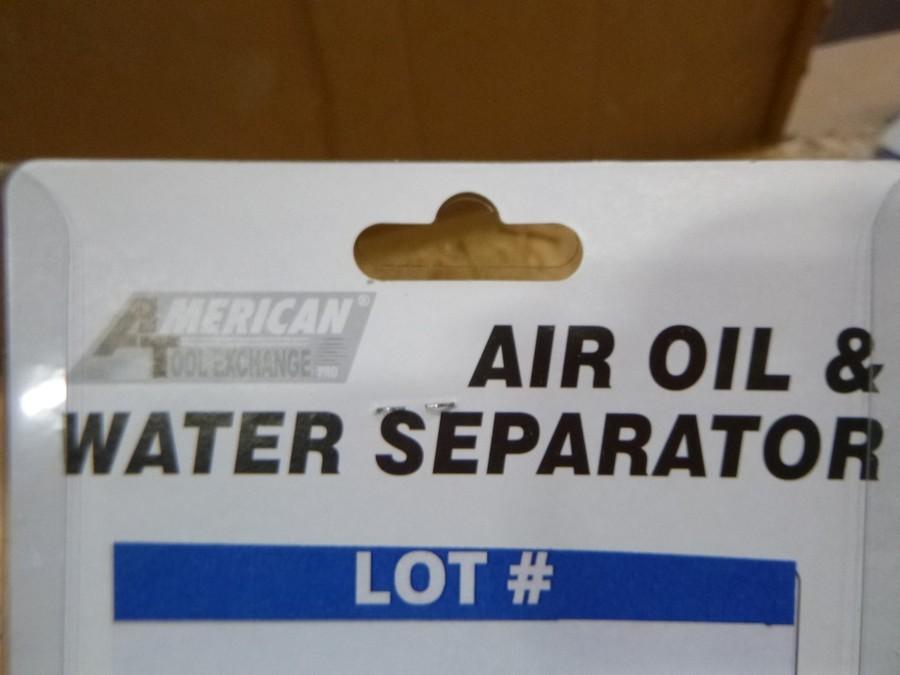 AMERICAN®
TOOL EXCHANGE PRO
AIR OIL &
WATER SEPARATOR
LOT #